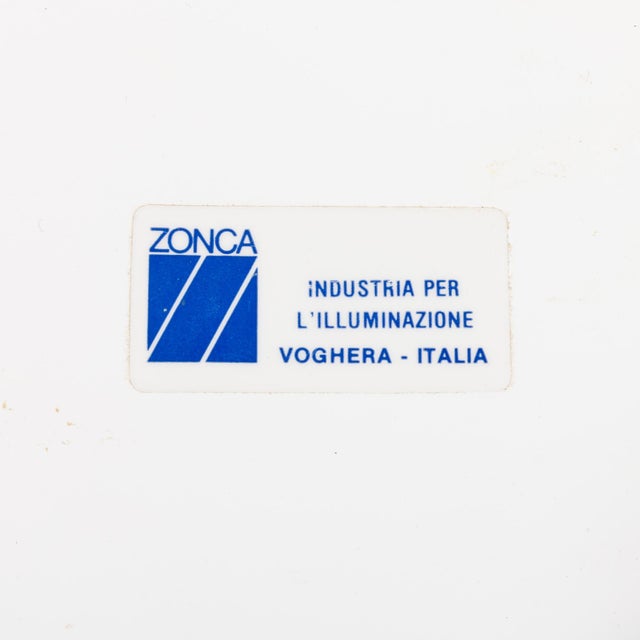 ZONCA
INDUSTRIA PER
L'ILLUMINAZIONE
VOGHERA - ITALIA